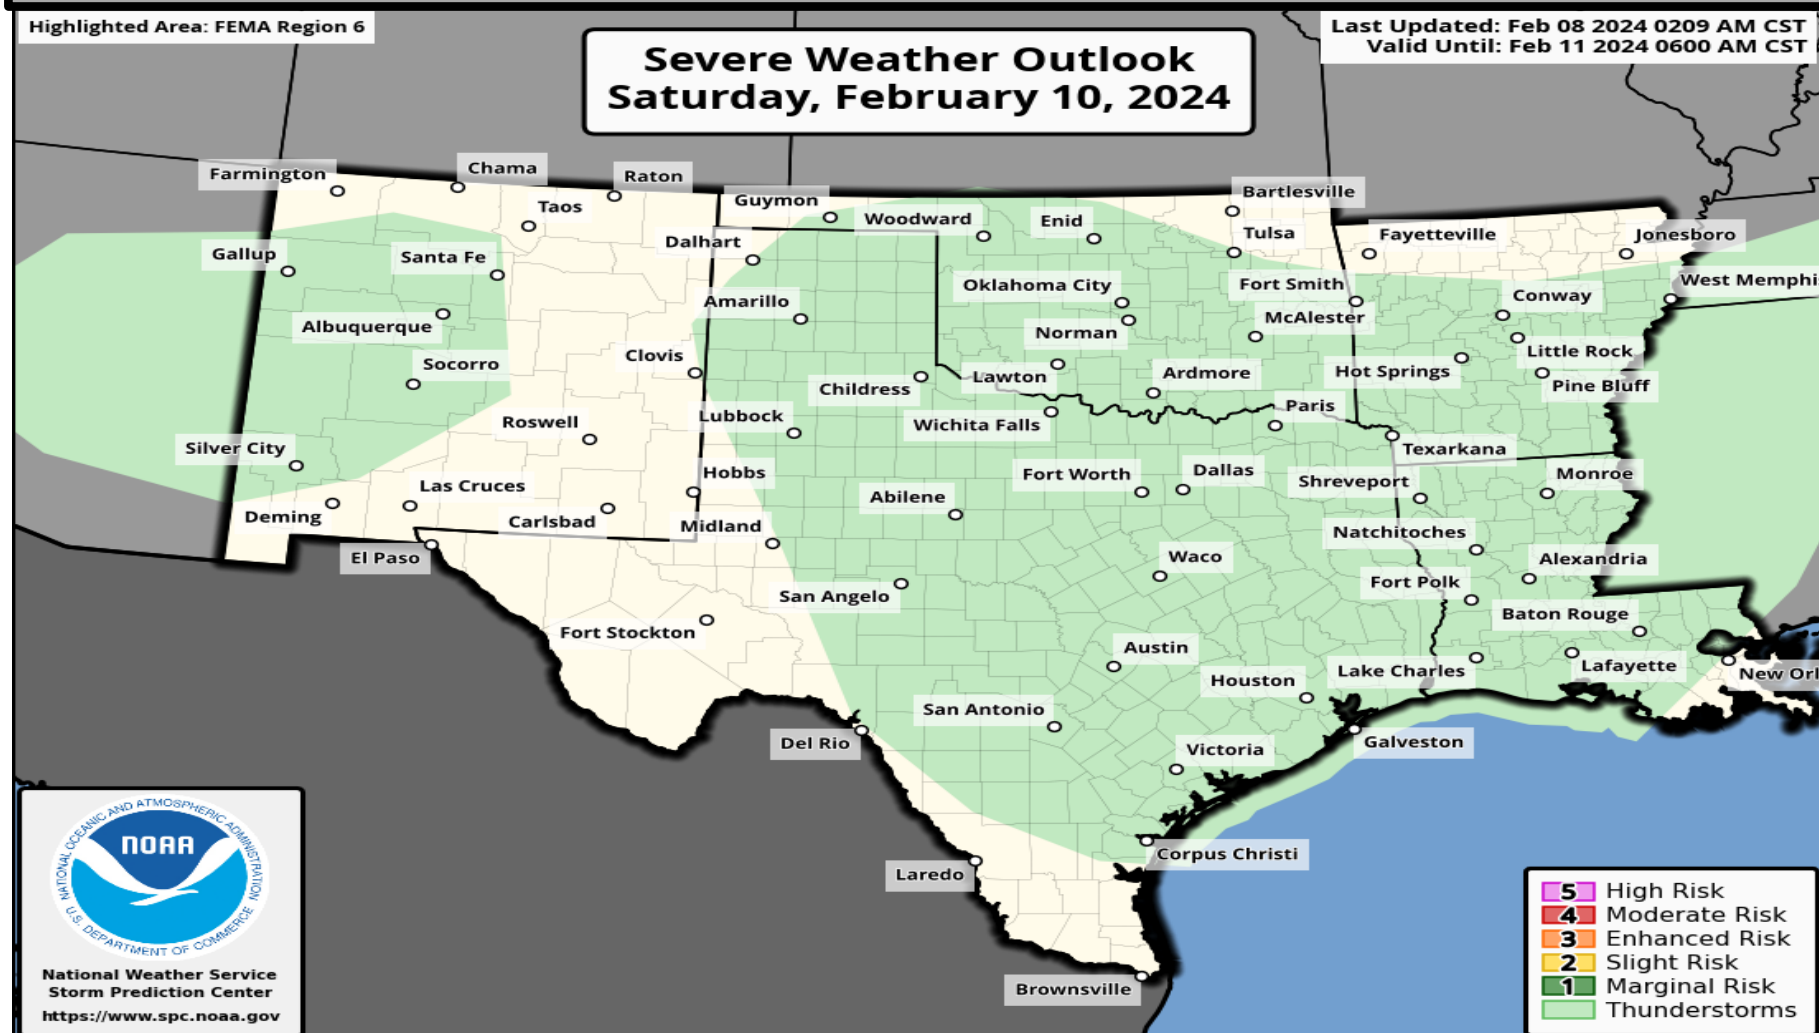 Highlighted Area: FEMA Region 6
Severe Weather Outlook
Saturday, February 10, 2024
Last Updated: Feb 08 2024 0209 AM CST
Valid Until: Feb 11 2024 0600 AM CST
Farmington
Chama
Raton
Taos
Guymon
Woodward
Enid
Bartlesville
Gallup
Santa Fe
Dalhart
Tulsa
Fayetteville
Jonesboro
Amarillo
Oklahoma City
Fort Smith
Conway
West Memphi
Albuquerque
Norman
McAlester
Socorro
Clovis
Childress
Lawton
Ardmore
Hot Springs
Little Rock
Pine Bluff
Roswell
Lubbock
Wichita Falls
Paris
Texarkana
Silver City
Las Cruces
Hobbs
Abilene
Fort Worth
Dallas
Shreveport
Monroe
Deming
Carlsbad
Midland
Natchitoches
El Paso
San Angelo
Waco
Fort Polk
Alexandria
Fort Stockton
Austin
Baton Rouge
Houston
Lake Charles
Lafayette
New Orl
San Antonio
Del Rio
Victoria
Galveston
Laredo
Corpus Christi
Brownsville
NATIONAL OCEANIC AND ATMOSPHERIC ADMINISTRATION
NOAA
U.S. DEPARTMENT OF COMMERCE
National Weather Service
Storm Prediction Center
https://www.spc.noaa.gov
5 High Risk
4 Moderate Risk
3 Enhanced Risk
2 Slight Risk
1 Marginal Risk
Thunderstorms